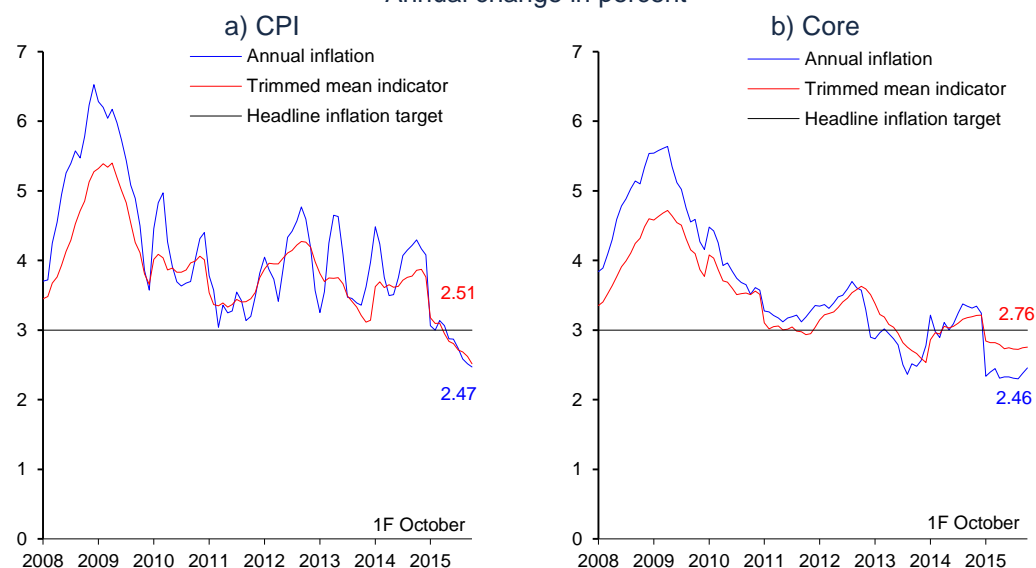 Annual change in percent
a) CPI
7
6
5
4
3
2
1
0
Annual inflation
Trimmed mean indicator
Headline inflation target
2.51
2.47
1F October
2008 2009 2010 2011 2012 2013 2014 2015
b) Core
7
6
5
4
3
2
1
0
Annual inflation
Trimmed mean indicator
Headline inflation target
2.76
2.46
1F October
2008 2009 2010 2011 2012 2013 2014 2015